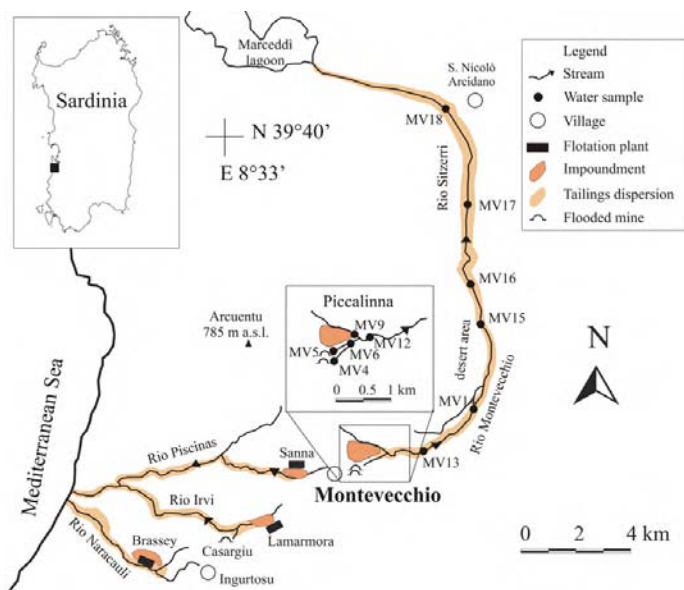 Marceddì
lagoon
S. Nicolò
Arcidano
Legend
Stream
Water sample
Village
Flotation plant
Impoundment
Tailings dispersion
Flooded mine
Sardinia
N 39°40'
E 8°33'
MV18
Rio Sitzerri
MV17
MV16
MV15
Piccalinna
MV9
MV12
MV6
MV5
MV4
0 0.5 1 km
Arcuentu
785 m a.s.l.
desert area
N
Mediterranean Sea
Rio Montevecchio
MV13
Rio Piscinas
Sanna
Montevecchio
Rio Irvi
Casargiu
Lamarmora
Rio Naracauli
Brassey
Ingurtosu
0 2 4 km